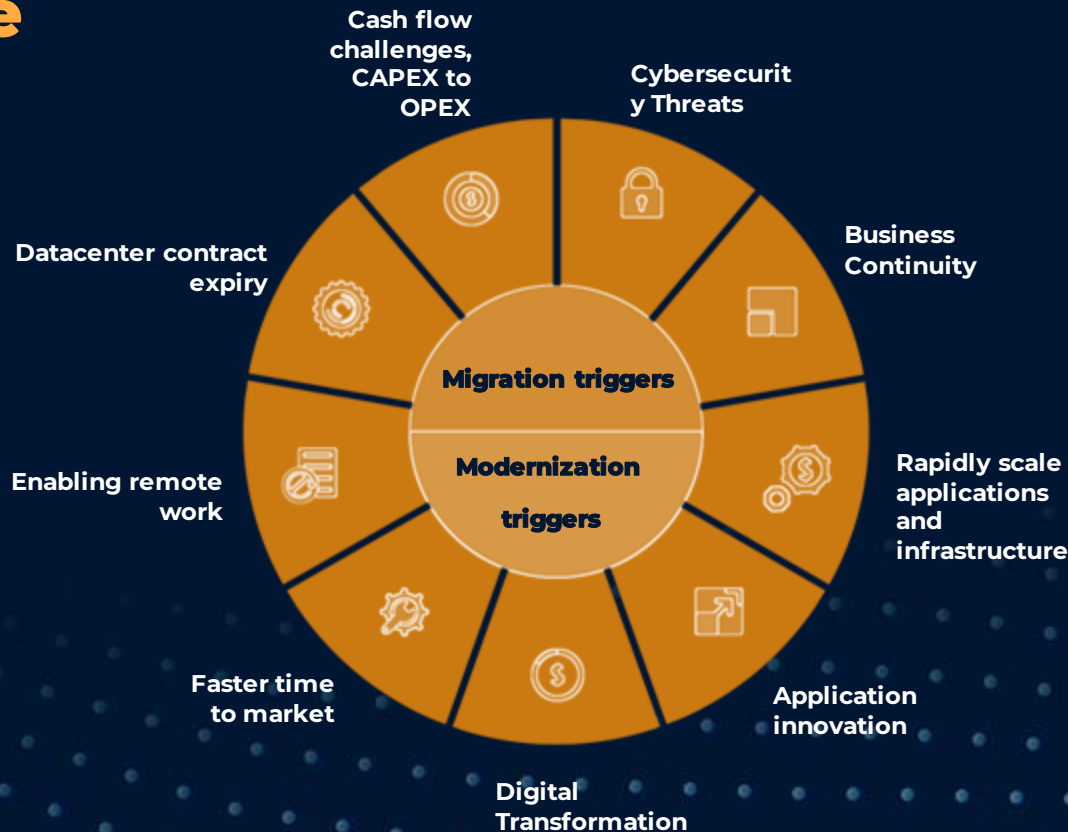 e
Cash flow
challenges,
CAPEX to
OPEX
Cybersecurit
y Threats
Business
Continuity
Datacenter contract
expiry
Migration triggers
Modernization
triggers
Enabling remote
work
Rapidly scale
applications
and
infrastructure
Faster time
to market
Application
innovation
Digital
Transformation